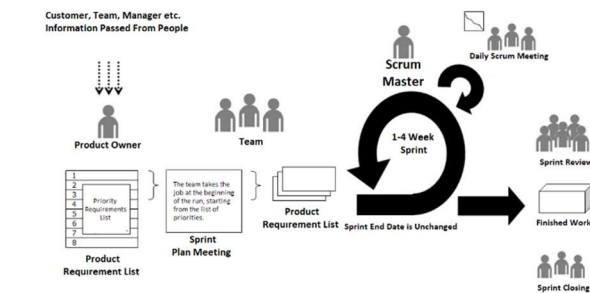 Customer, Team, Manager etc.
Information Passed From People
Product Owner
Team
Scrum
Master
Daily Scrum Meeting
1-4 Week
Sprint
Sprint Review
1
2
3
4
5
6
7
8
Priority
Requirements
List
Product
Requirement List
The team takes the
job at the beginning
of the run, starting
from the list of
priorities.
Sprint
Plan Meeting
Product
Requirement List
Sprint End Date is Unchanged
Finished Work
Sprint Closing